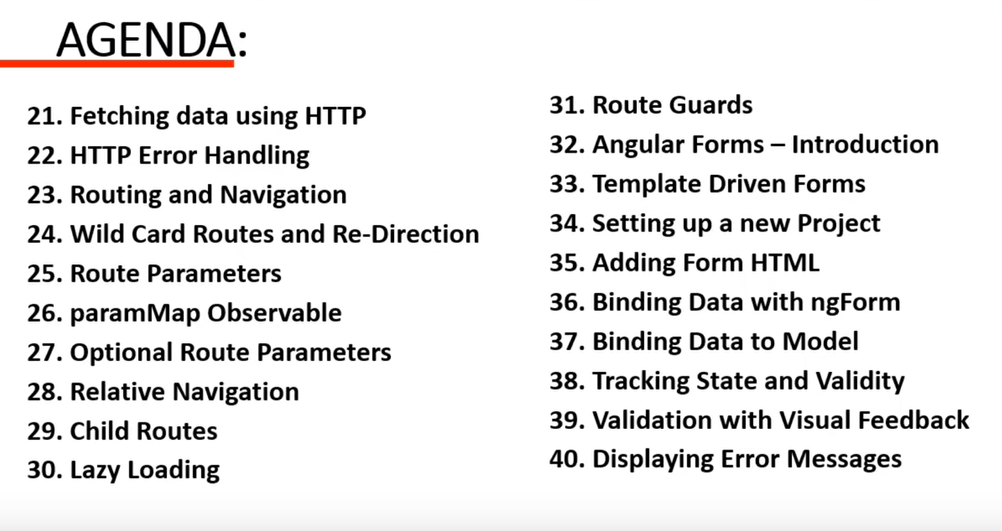 AGENDA:
21. Fetching data using HTTP
22. HTTP Error Handling
23. Routing and Navigation
24. Wild Card Routes and Re-Direction
25. Route Parameters
26. paramMap Observable
27. Optional Route Parameters
28. Relative Navigation
29. Child Routes
30. Lazy Loading
31. Route Guards
32. Angular Forms – Introduction
33. Template Driven Forms
34. Setting up a new Project
35. Adding Form HTML
36. Binding Data with ngForm
37. Binding Data to Model
38. Tracking State and Validity
39. Validation with Visual Feedback
40. Displaying Error Messages